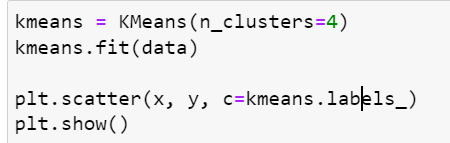 kmeans = KMeans(n_clusters=4)
kmeans.fit(data)
plt.scatter(x, y, c=kmeans.labels_)
plt.show()